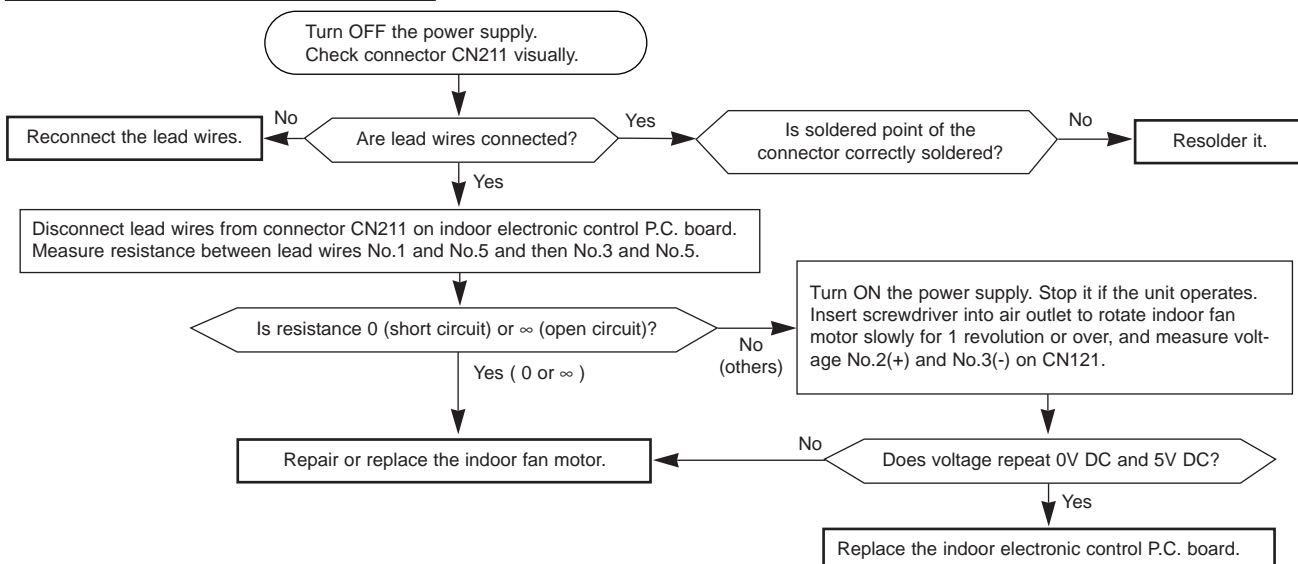 Turn OFF the power supply.
Check connector CN211 visually.
No
Reconnect the lead wires.
Are lead wires connected?
Yes
Is soldered point of the
connector correctly soldered?
No
Resolder it.
Yes
Disconnect lead wires from connector CN211 on indoor electronic control P.C. board.
Measure resistance between lead wires No.1 and No.5 and then No.3 and No.5.
Is resistance 0 (short circuit) or ∞ (open circuit)?
No
(others)
Turn ON the power supply. Stop it if the unit operates.
Insert screwdriver into air outlet to rotate indoor fan
motor slowly for 1 revolution or over, and measure volt-
age No.2(+) and No.3(-) on CN121.
Yes ( 0 or ∞ )
Repair or replace the indoor fan motor.
No
Does voltage repeat 0V DC and 5V DC?
Yes
Replace the indoor electronic control P.C. board.